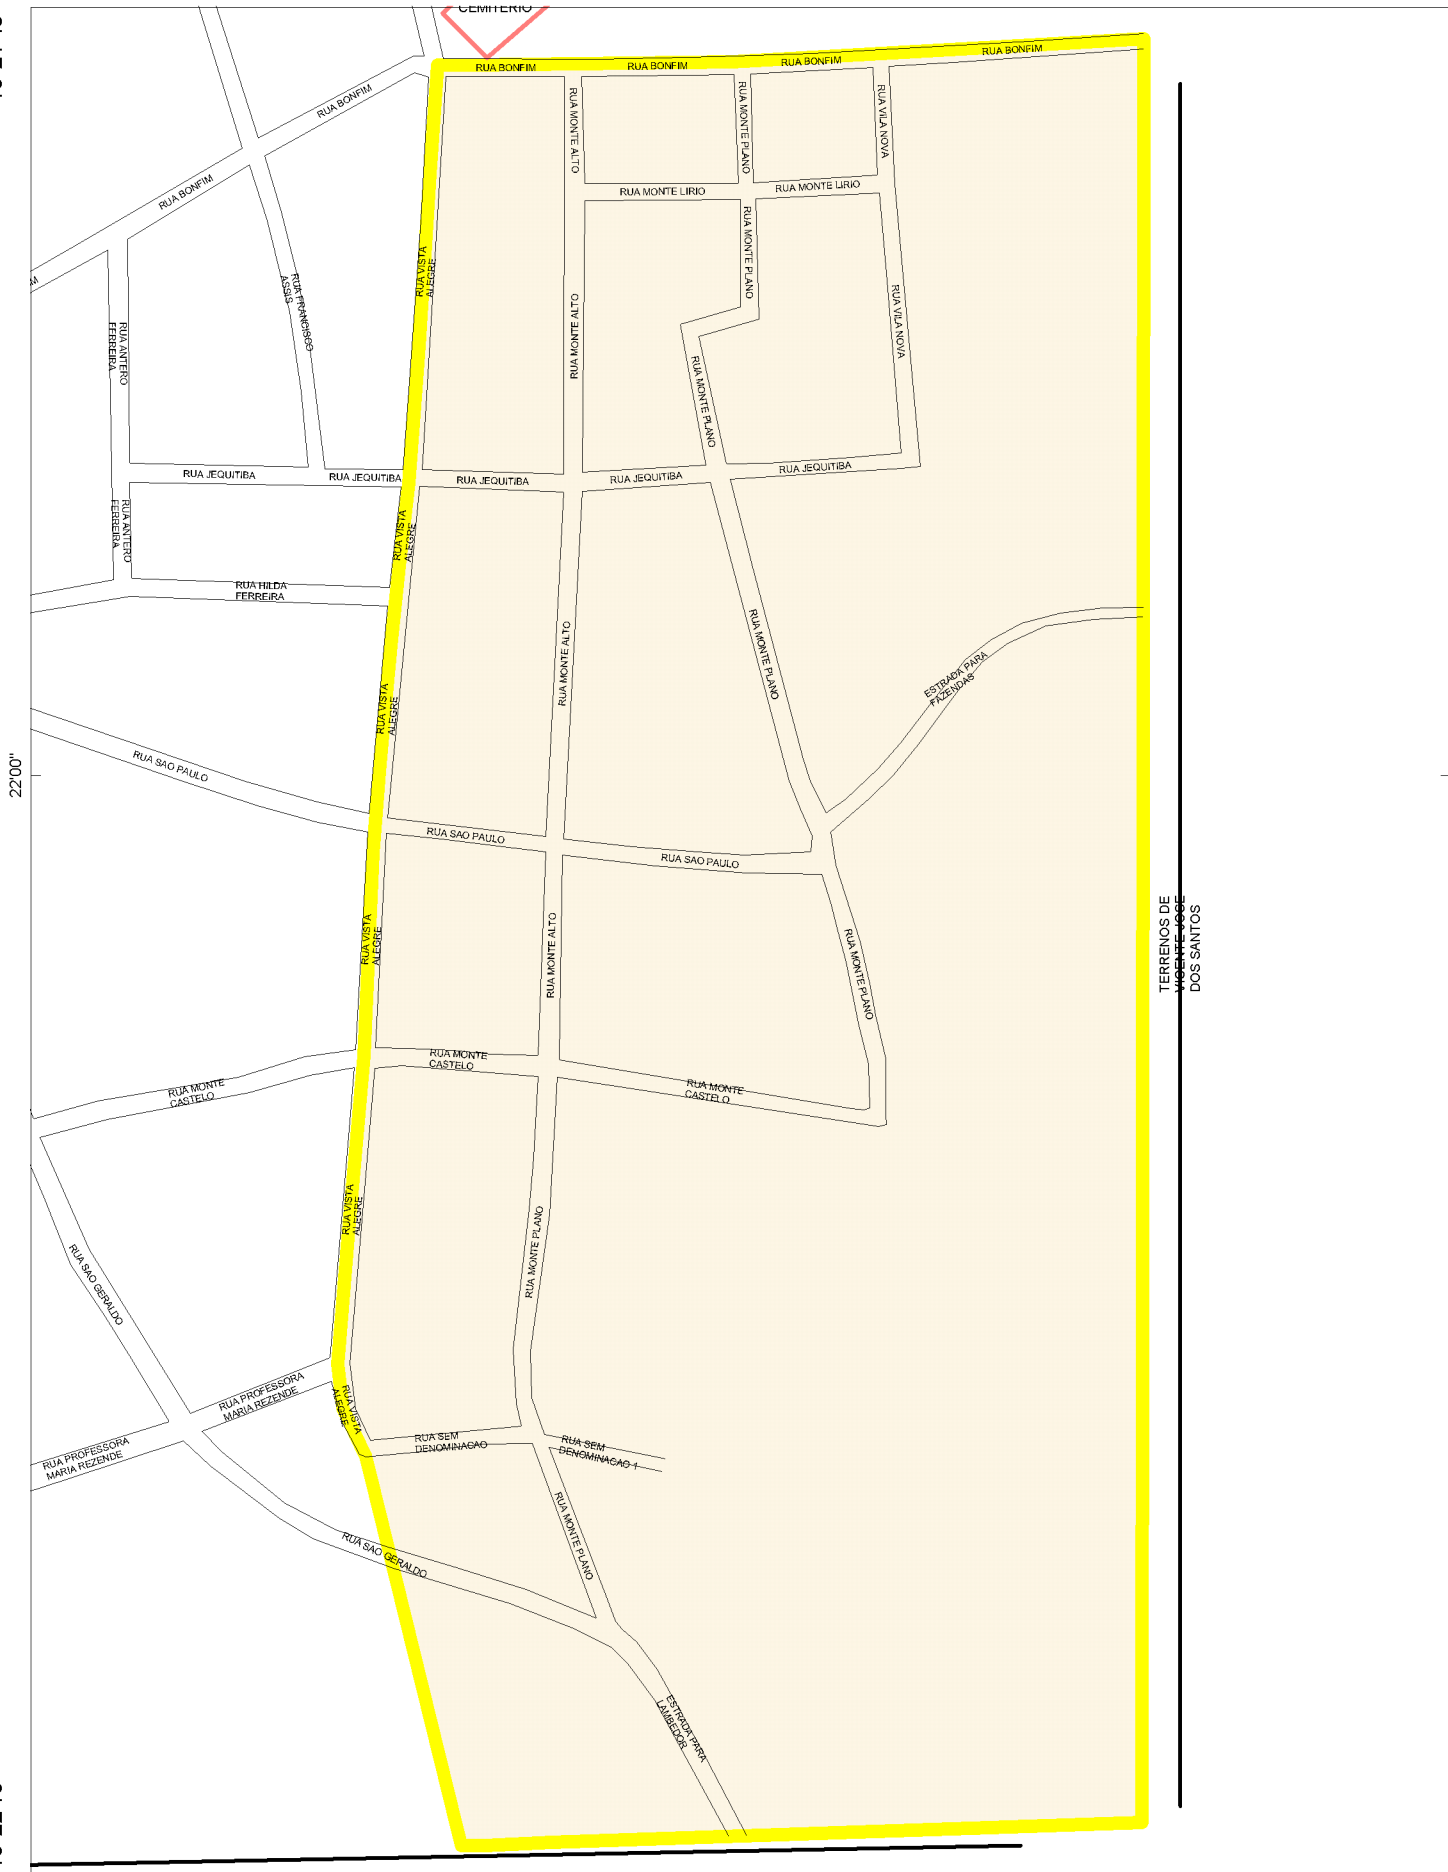 CEMITERIO
RUA BONFIM
RUA BONFIM
RUA BONFIM
RUA BONFIM
RUA BONFIM
RUA BONFIM
RUA MONTE ALTO
RUA MONTE PLANO
RUA VILA NOVA
RUA MONTE LIRIO
RUA MONTE LIRIO
RUA MONTE PLANO
RUA VISTA
ALEGRE
RUA FRANCISCO
ASSIS
RUA ANTERO
FERREIRA
RUA MONTE ALTO
RUA VILA NOVA
RUA MONTE PLANO
RUA JEQUITIBA
RUA JEQUITIBA
RUA JEQUITIBA
RUA JEQUITIBA
RUA JEQUITIBA
RUA ANTERO
FERREIRA
RUA VISTA
ALEGRE
RUA HILDA
FERREIRA
RUA MONTE ALTO
RUA MONTE PLANO
ESTRADA PARA
FAZENDAS
RUA VISTA
ALEGRE
22'00"
RUA SAO PAULO
RUA SAO PAULO
RUA SAO PAULO
RUA VISTA
ALEGRE
RUA MONTE ALTO
RUA MONTE PLANO
TERRENOS DE
VICENTE JOSE
DOS SANTOS
RUA MONTE
CASTELO
RUA MONTE
CASTELO
RUA MONTE
CASTELO
RUA VISTA
ALEGRE
RUA MONTE PLANO
RUA SAO GERALDO
RUA PROFESSORA
MARIA REZENDE
RUA PROFESSORA
MARIA REZENDE
RUA VISTA
ALEGRE
RUA SEM
DENOMINACAO
RUA SEM
DENOMINACAO 1
RUA MONTE PLANO
RUA SAO GERALDO
ESTRADA PARA
LAMBEDOR